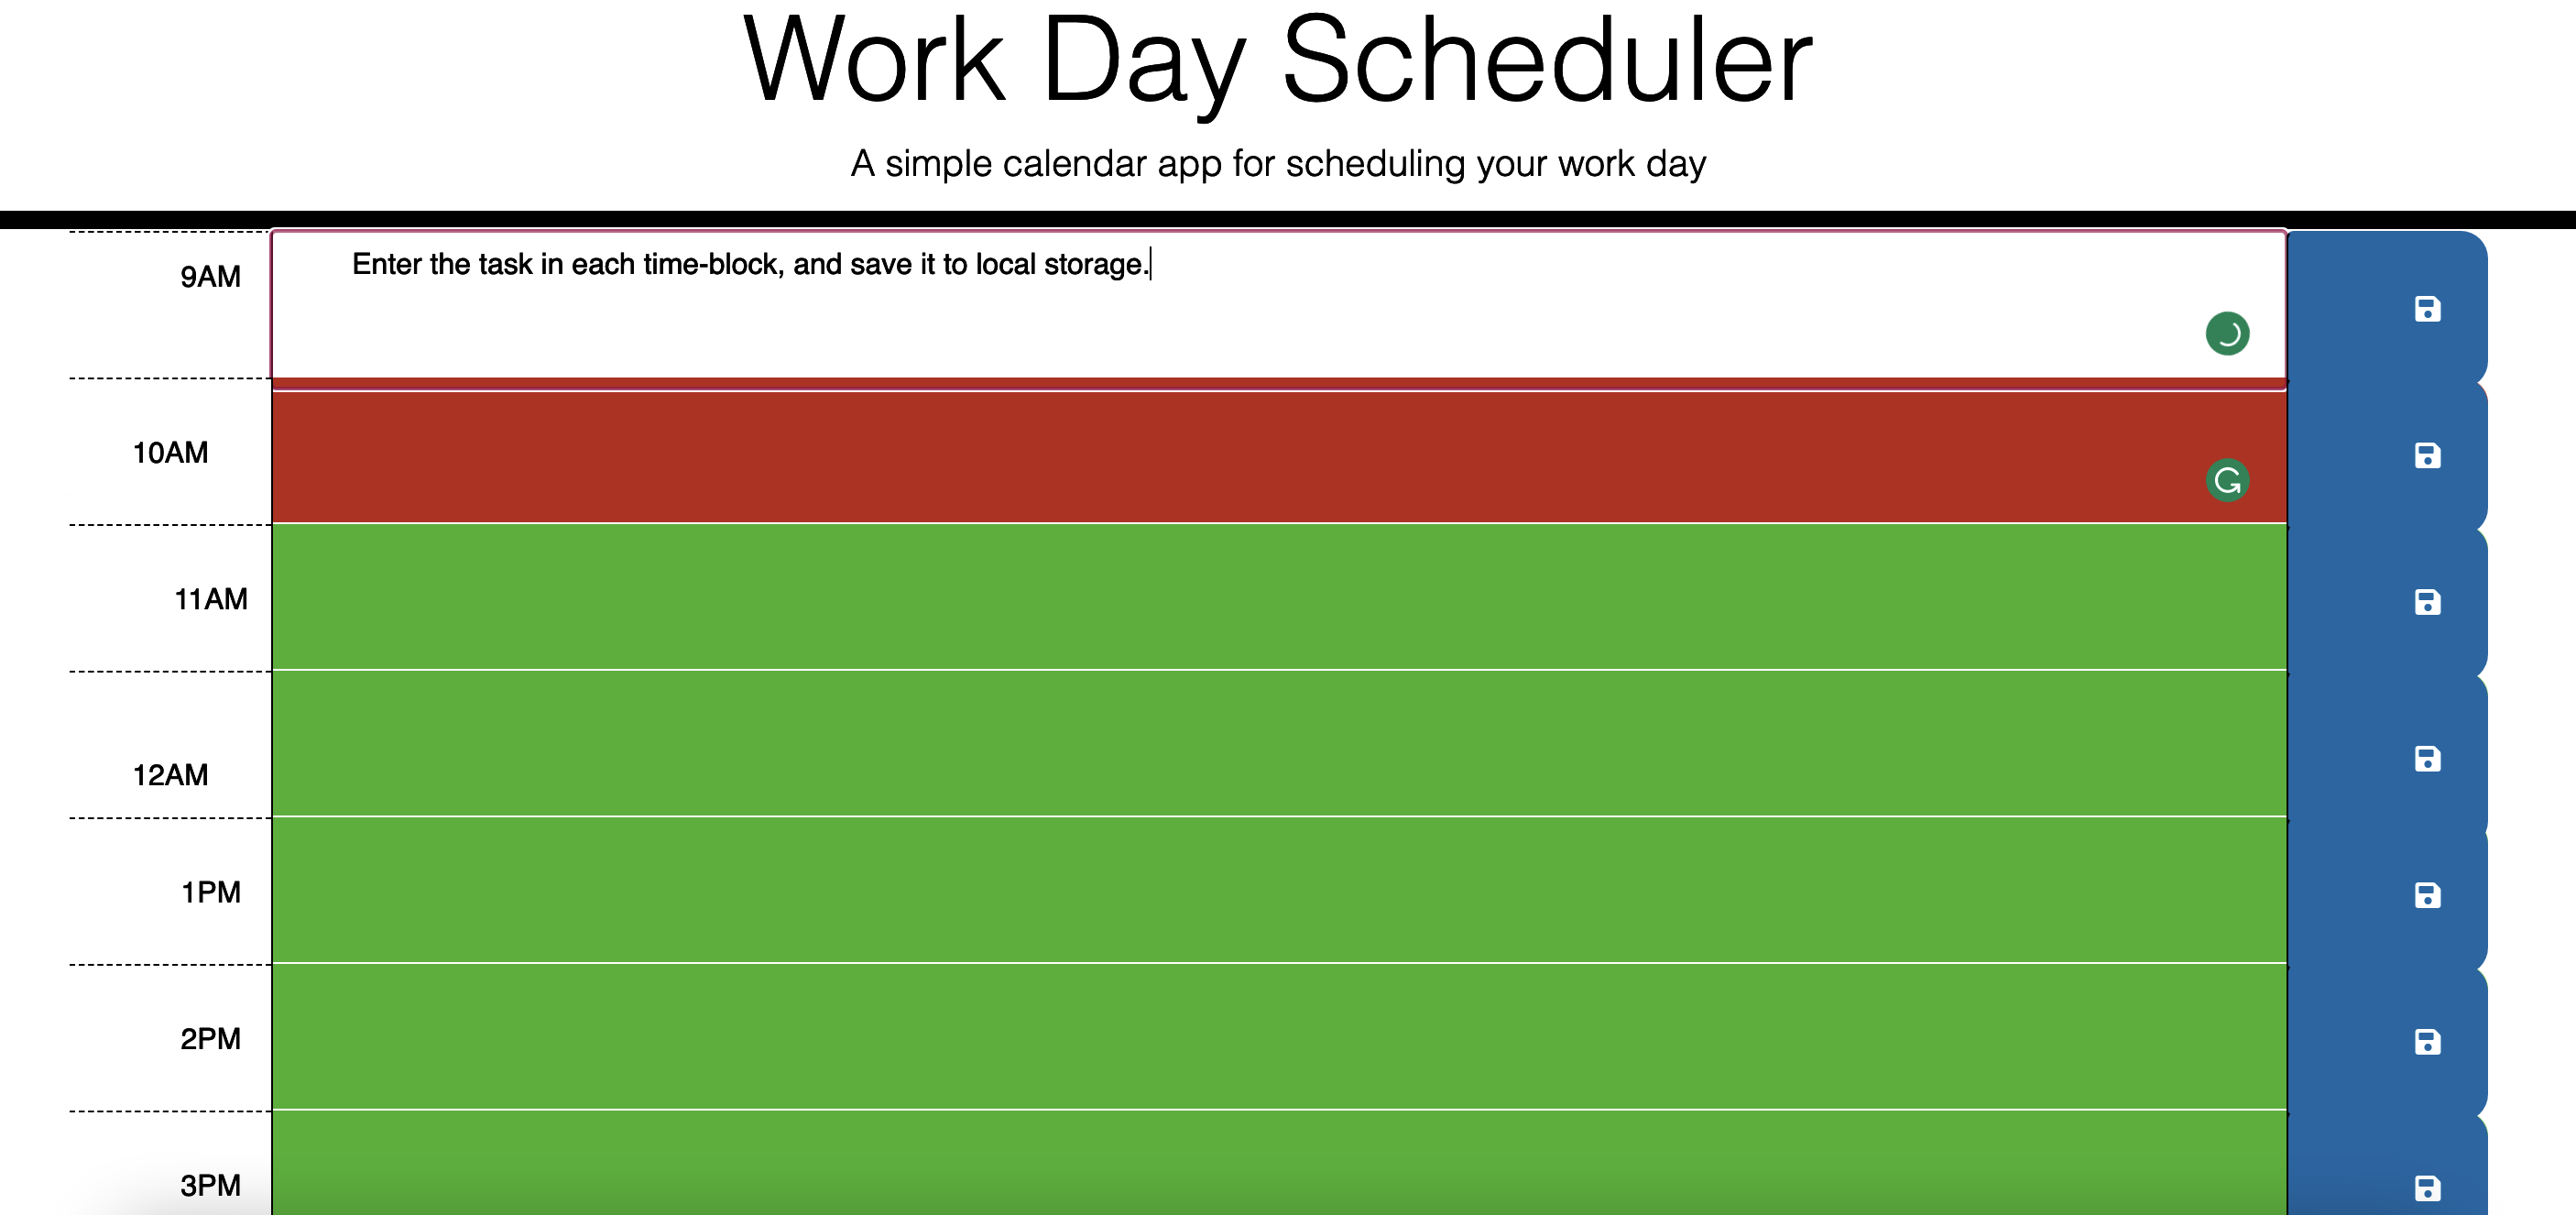 Work Day Scheduler
A simple calendar app for scheduling your work day
9AM
Enter the task in each time-block, and save it to local storage.
10AM
11AM
12AM
1PM
2PM
3PM